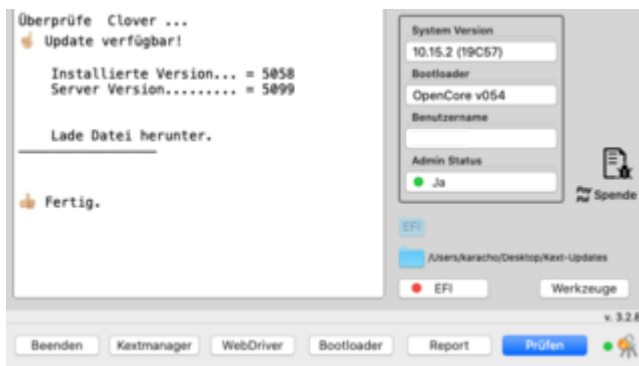 Überprüfe Clover ...
Update verfügbar!
Installierte Version... = 5058
Server Version......... = 5099
Lade Datei herunter.
Fertig.
System Version
10.15.2 (19C57)
Bootloader
OpenCore v054
Benutzername
Admin Status
Ja
Pay Pal Spende
EFI
/Users/karacho/Desktop/Kext-Updates
EFI
Werkzeuge
v. 3.2.8
Beenden
Kextmanager
WebDriver
Bootloader
Report
Prüfen